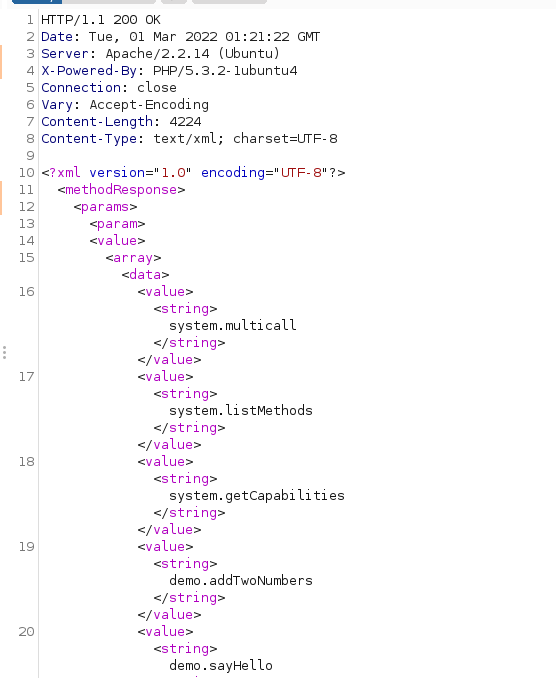 1 HTTP/1.1 200 OK
2 Date: Tue, 01 Mar 2022 01:21:22 GMT
3 Server: Apache/2.2.14 (Ubuntu)
4 X-Powered-By: PHP/5.3.2-1ubuntu4
5 Connection: close
6 Vary: Accept-Encoding
7 Content-Length: 4224
8 Content-Type: text/xml; charset=UTF-8
9
10 <?xml version="1.0" encoding="UTF-8"?>
11 <methodResponse>
12 <params>
13 <param>
14 <value>
15 <array>
<data>
16 <value>
<string>
system.multicall
</string>
</value>
17 <value>
<string>
system.listMethods
</string>
</value>
18 <value>
<string>
system.getCapabilities
</string>
</value>
19 <value>
<string>
demo.addTwoNumbers
</string>
</value>
20 <value>
<string>
demo.sayHello